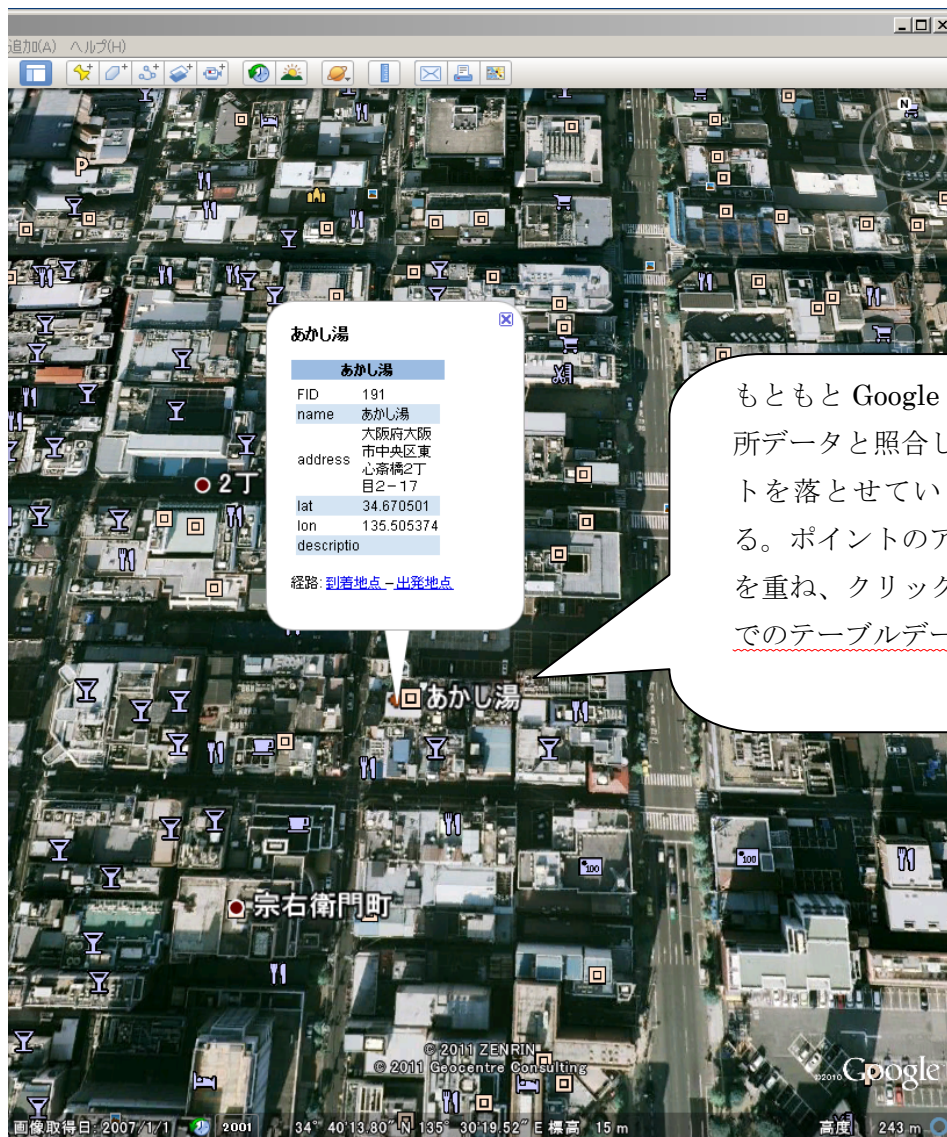 追加(A) ヘルプ(H)
N
P
あかし湯
あかし湯
FID 191
name あかし湯
address 大阪府大阪
市中央区東
心斎橋2丁
目2-17
lat 34.670501
lon 135.505374
descriptio
経路: 到着地点 - 出発地点
もともと Google
所データと照合し
トを落とせてい
る。ポイントのア
を重ね、クリック
でのテーブルデー
2丁
あかし湯
100
100
宗右衛門町
© 2011 ZENRIN
© 2011 Geocentre Consulting
©2010 Google
画像取得日: 2007/1/1 2001 34° 40'13.80" N 135° 30'19.52" E 標高 15 m 高度 243 m